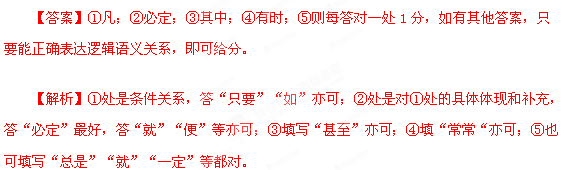 【答案】①凡；②必定；③其中；④有时；⑤则每答对一处1分，如有其他答案，只
要能正确表达逻辑语义关系，即可给分。
【解析】①处是条件关系，答“只要”“如”亦可；②处是对①处的具体体现和补充，
答“必定”最好，答“就”“便”等亦可；③填写“甚至”亦可；④填“常常“亦可；⑤也
可填写“总是”“就”“一定”等都对。